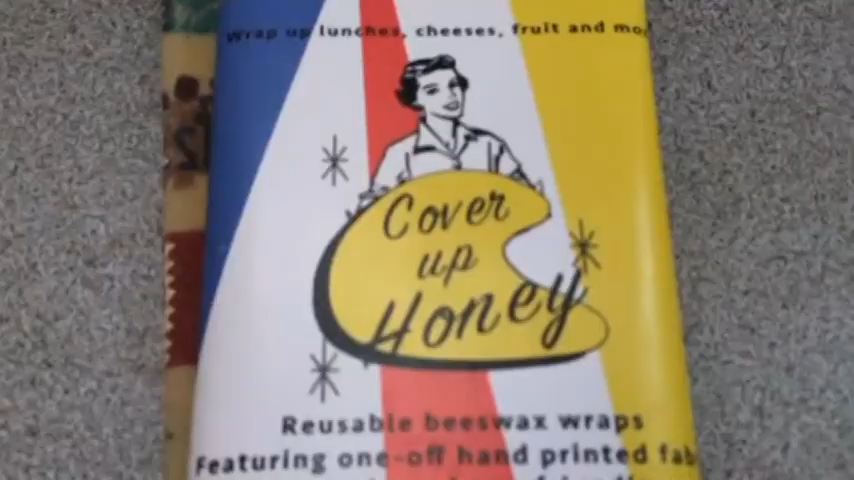 Wrap up lunches, cheeses, fruit and mo
Cover
up
Honey
Reusable beeswax wraps
Featuring one-off hand printed fab